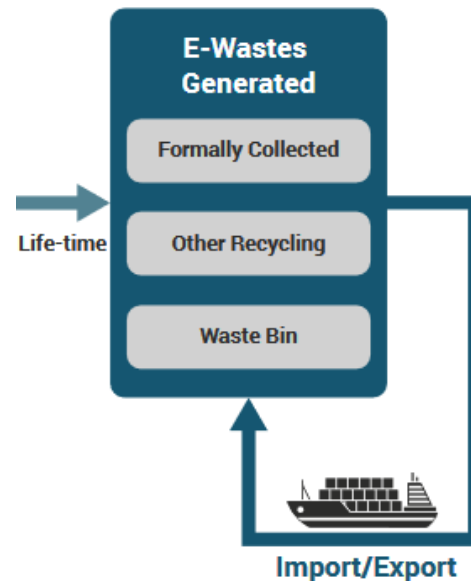 E-Wastes
Generated
Formally Collected
Life-time
Other Recycling
Waste Bin
Import/Export